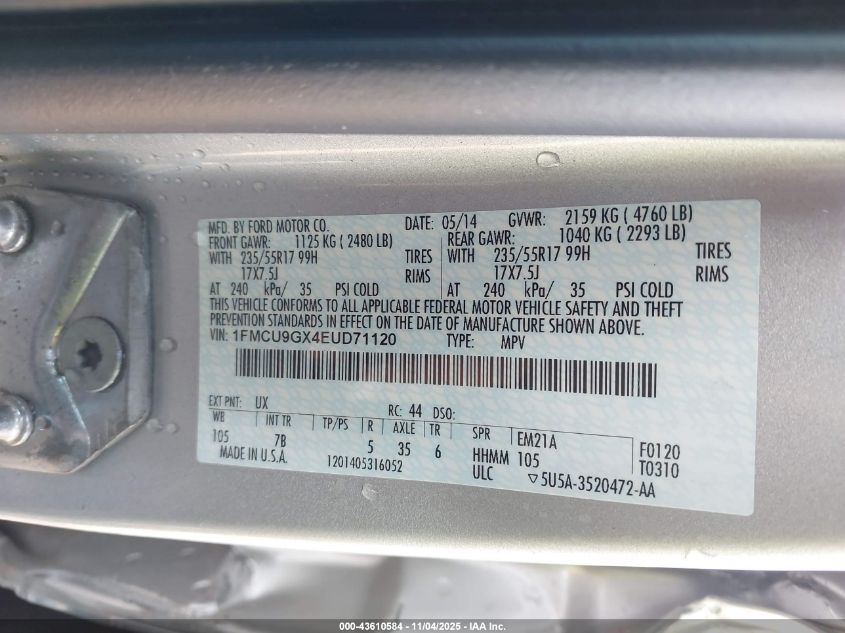 MFD. BY FORD MOTOR CO. DATE: 05/14 GVWR: 2159 KG ( 4760 LB)
FRONT GAWR: 1125 KG ( 2480 LB) REAR GAWR: 1040 KG ( 2293 LB)
WITH 235/55R17 99H TIRES WITH 235/55R17 99H TIRES
17X7.5J RIMS 17X7.5J RIMS
AT 240 kPa/ 35 PSI COLD AT 240 kPa/ 35 PSI COLD
THIS VEHICLE CONFORMS TO ALL APPLICABLE FEDERAL MOTOR VEHICLE SAFETY AND THEFT
PREVENTION STANDARDS IN EFFECT ON THE DATE OF MANUFACTURE SHOWN ABOVE.
VIN: 1FMCU9GX4EUD71120 TYPE: MPV
EXT PNT: UX RC: 44 DSO:
WB INT TR TP/PS R AXLE TR SPR EM21A F0120
105 7B 5 35 6 HHMM 105 T0310
MADE IN U.S.A. 1201405316052 ULC ▽5U5A-3520472-AA
000-43610584 | 11/04/2025 - IAA Inc.